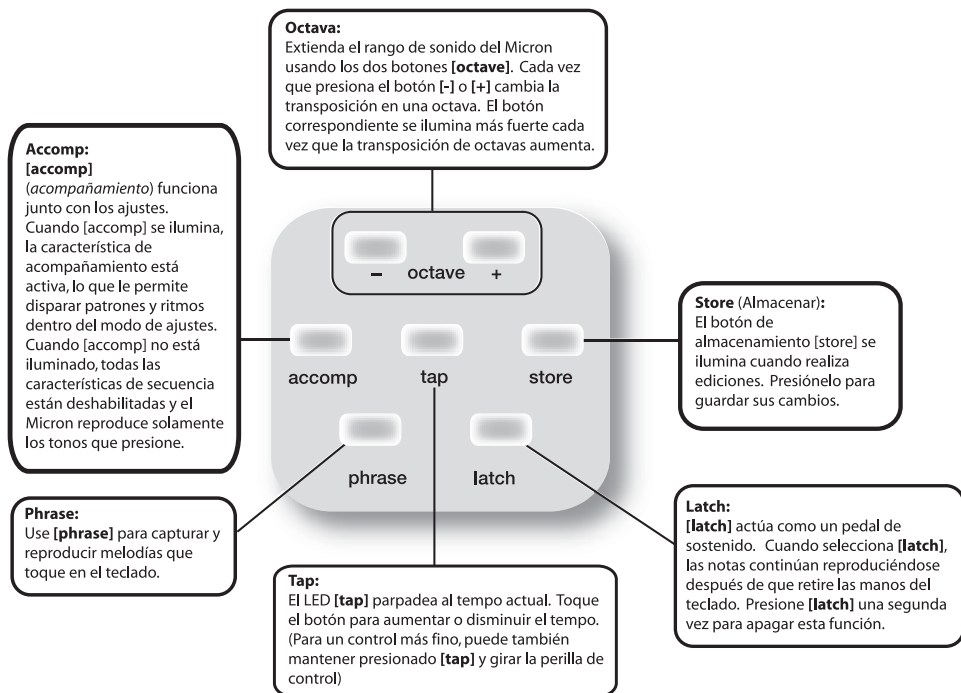 Octava:
Extienda el rango de sonido del Micron
usando los dos botones [octave]. Cada vez
que presiona el botón [-] o [+] cambia la
transposición en una octava. El botón
correspondiente se ilumina más fuerte cada
vez que la transposición de octavas aumenta.
Accomp:
[accomp]
(acompañamiento) funciona
junto con los ajustes.
Cuando [accomp] se ilumina,
la característica de
acompañamiento está
activa, lo que le permite
disparar patrones y ritmos
dentro del modo de ajustes.
Cuando [accomp] no está
iluminado, todas las
características de secuencia
están deshabilitadas y el
Micron reproduce solamente
los tonos que presione.
– octave +
accomp tap store
phrase latch
Store (Almacenar):
El botón de
almacenamiento [store] se
ilumina cuando realiza
ediciones. Presiónelo para
guardar sus cambios.
Phrase:
Use [phrase] para capturar y
reproducir melodías que
toque en el teclado.
Tap:
El LED [tap] parpadea al tempo actual. Toque
el botón para aumentar o disminuir el tempo.
(Para un control más fino, puede también
mantener presionado [tap] y girar la perilla de
control)
Latch:
[latch] actúa como un pedal de
sostenido. Cuando selecciona [latch],
las notas continúan reproduciéndose
después de que retire las manos del
teclado. Presione [latch] una segunda
vez para apagar esta función.